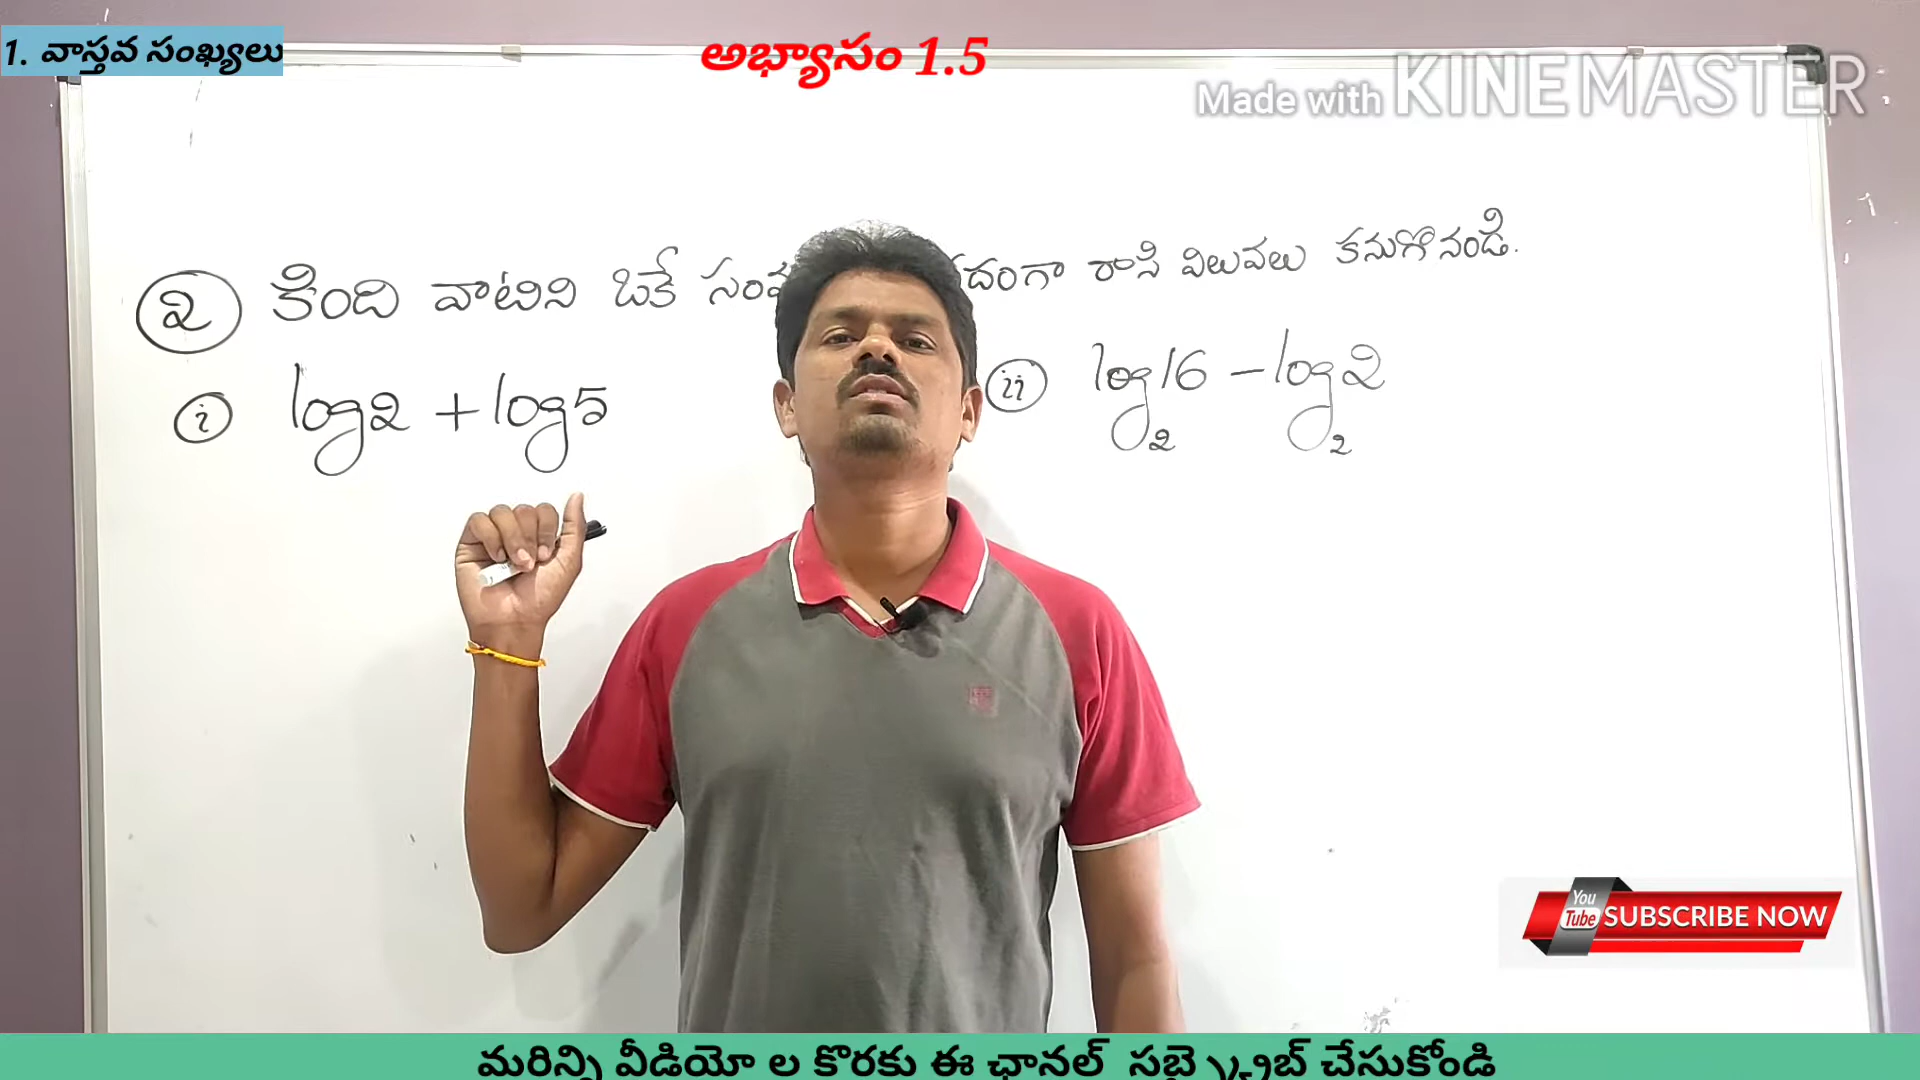 1. వాస్తవ సంఖ్యలు
అభ్యాసం 1.5
Made with KINEMASTER
2 కింది వాటిని ఒకే రాసి విలువలు కనుగొనండి.
i log2 + log5
ii log₂16 - log₂2
You Tube SUBSCRIBE NOW
మరిన్ని వీడియో ల కొరకు ఈ ఛానల్ సబ్స్క్రైబ్ చేసుకోండి